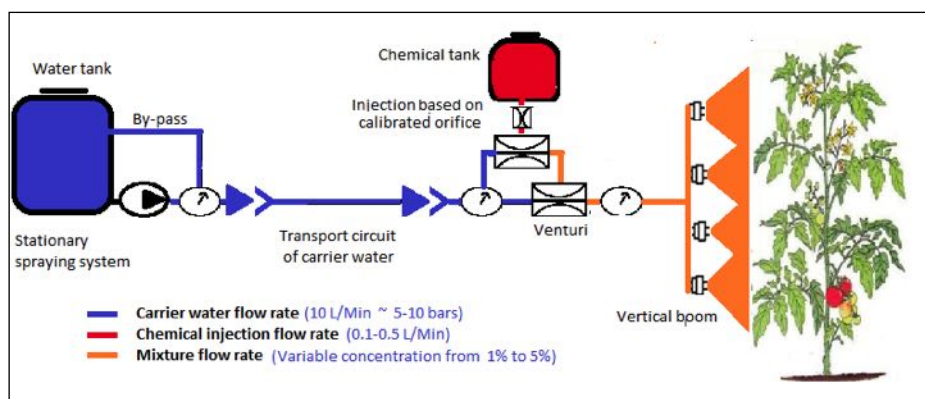 Water tank
By-pass
Stationary
spraying system
Transport circuit
of carrier water
Chemical tank
Injection based on
calibrated orifice
Venturi
Vertical boom
Carrier water flow rate (10 L/Min ~ 5-10 bars)
Chemical injection flow rate (0.1-0.5 L/Min)
Mixture flow rate (Variable concentration from 1% to 5%)